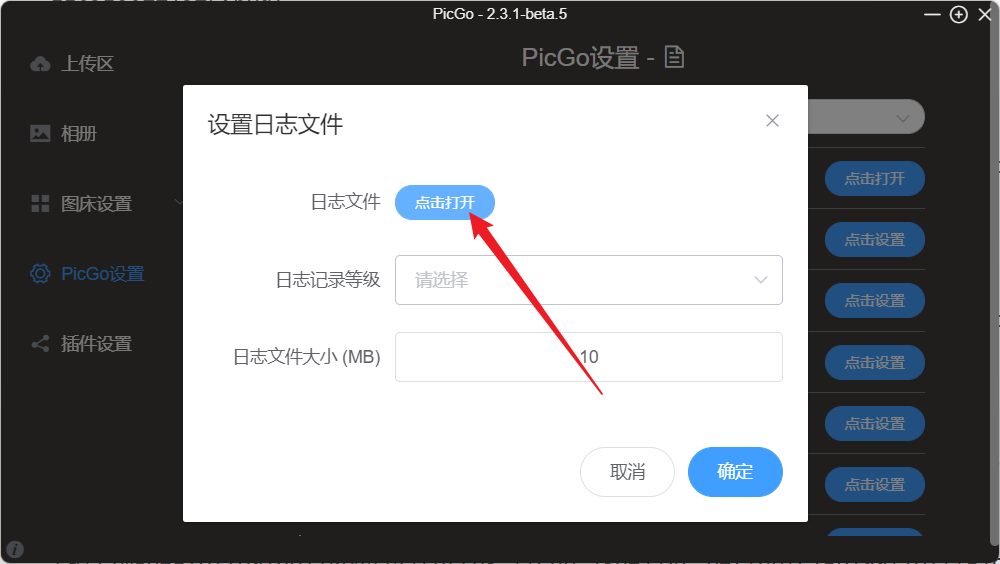 PicGo - 2.3.1-beta.5
上传区
相册
图床设置
PicGo设置
插件设置
PicGo设置 -
设置日志文件
日志文件 点击打开
日志记录等级 请选择
日志文件大小 (MB) 10
取消 确定
点击打开
点击设置
点击设置
点击设置
点击设置
点击设置